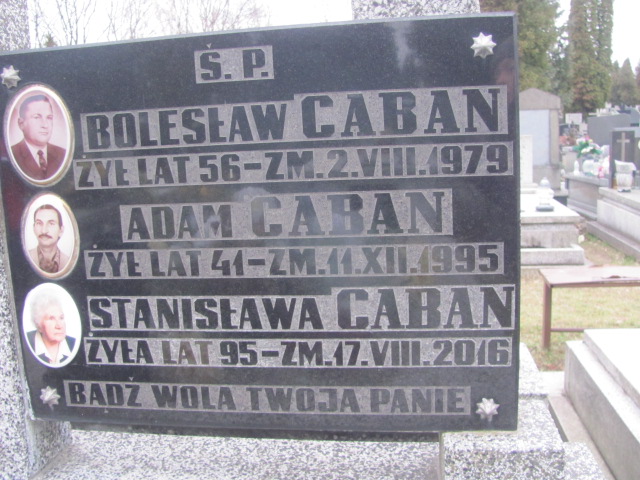 Ś. P.
BOLESŁAW CABAN
ŻYŁ LAT 56-ZM.2.VIII.1979
ADAM CABAN
ŻYŁ LAT 41-ZM.11.XII.1995
STANISŁAWA CABAN
ŻYŁA LAT 95-ZM.17.VIII.2016
BĄDŹ WOLA TWOJA PANIE